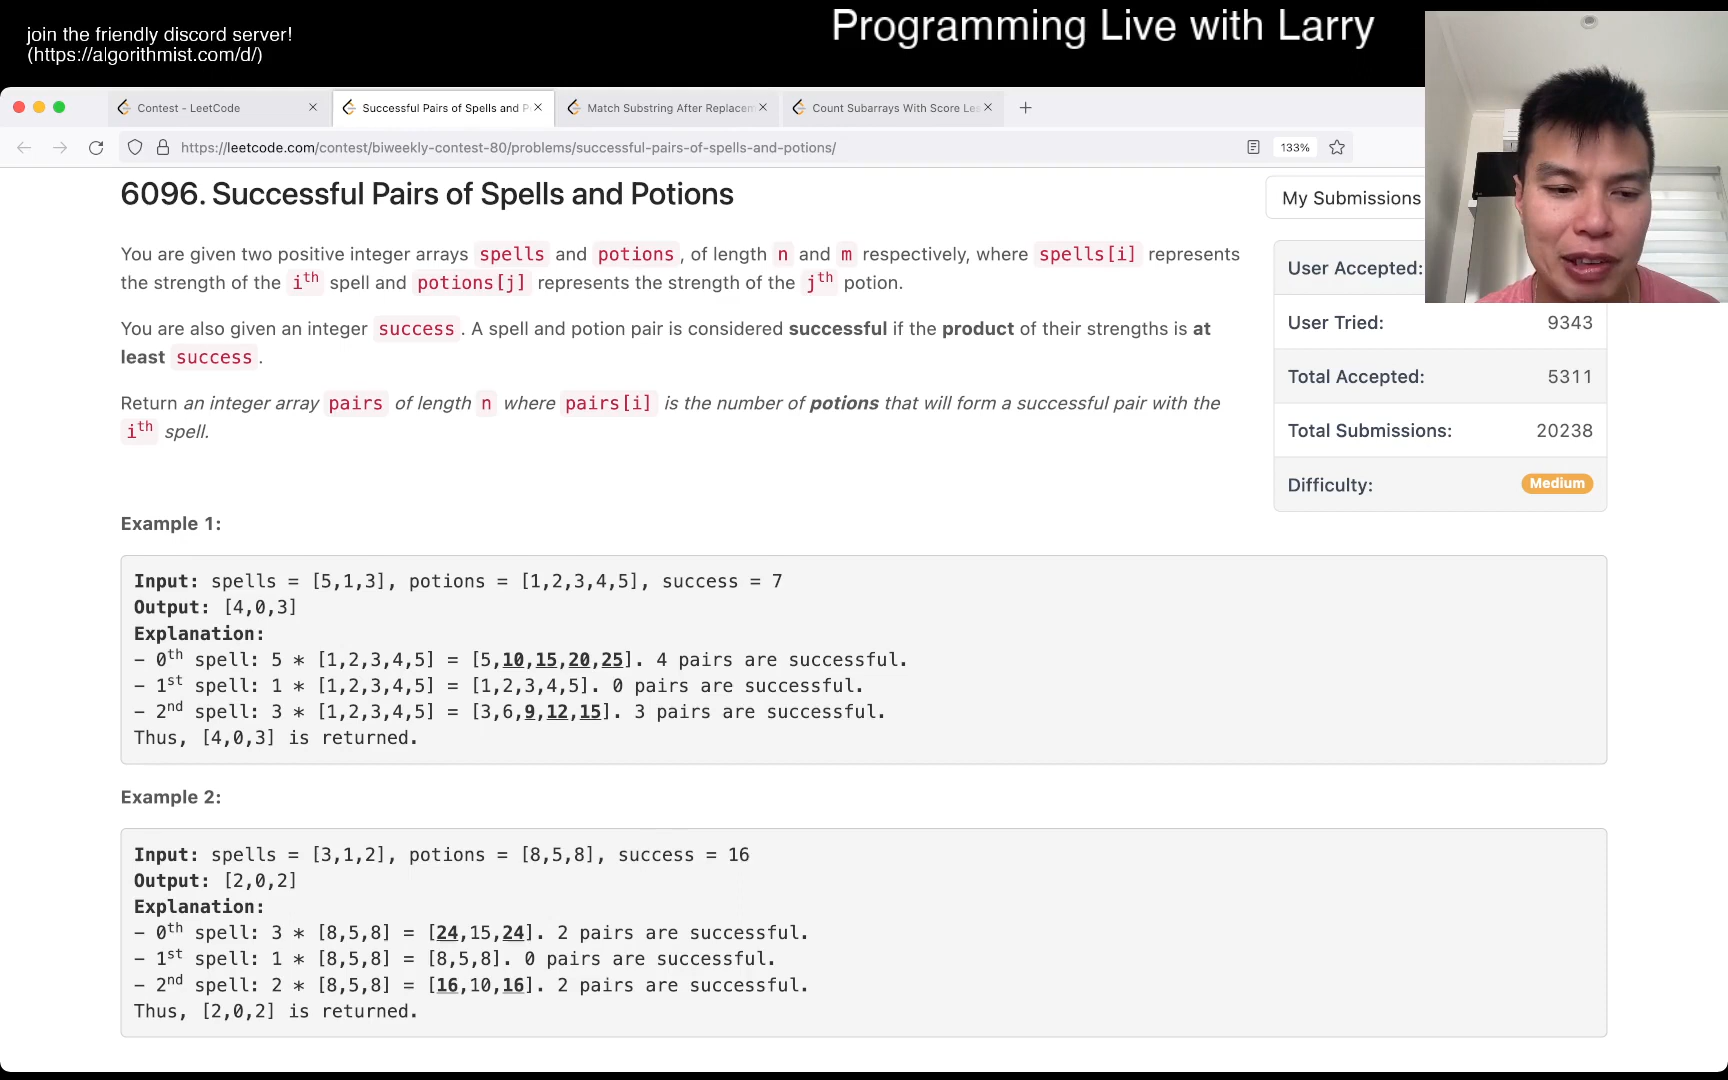 join the friendly discord server!
(https://algorithmist.com/d/)
Programming Live with Larry
Contest - LeetCode
Successful Pairs of Spells and P
Match Substring After Replacem
Count Subarrays With Score Les
https://leetcode.com/contest/biweekly-contest-80/problems/successful-pairs-of-spells-and-potions/
133%
6096. Successful Pairs of Spells and Potions
My Submissions
You are given two positive integer arrays spells and potions, of length n and m respectively, where spells[i] represents
the strength of the ith spell and potions[j] represents the strength of the jth potion.
You are also given an integer success. A spell and potion pair is considered successful if the product of their strengths is at
least success.
Return an integer array pairs of length n where pairs[i] is the number of potions that will form a successful pair with the
ith spell.
User Accepted:
User Tried: 9343
Total Accepted: 5311
Total Submissions: 20238
Difficulty: Medium
Example 1:
Input: spells = [5,1,3], potions = [1,2,3,4,5], success = 7
Output: [4,0,3]
Explanation:
- 0th spell: 5 * [1,2,3,4,5] = [5,10,15,20,25]. 4 pairs are successful.
- 1st spell: 1 * [1,2,3,4,5] = [1,2,3,4,5]. 0 pairs are successful.
- 2nd spell: 3 * [1,2,3,4,5] = [3,6,9,12,15]. 3 pairs are successful.
Thus, [4,0,3] is returned.
Example 2:
Input: spells = [3,1,2], potions = [8,5,8], success = 16
Output: [2,0,2]
Explanation:
- 0th spell: 3 * [8,5,8] = [24,15,24]. 2 pairs are successful.
- 1st spell: 1 * [8,5,8] = [8,5,8]. 0 pairs are successful.
- 2nd spell: 2 * [8,5,8] = [16,10,16]. 2 pairs are successful.
Thus, [2,0,2] is returned.